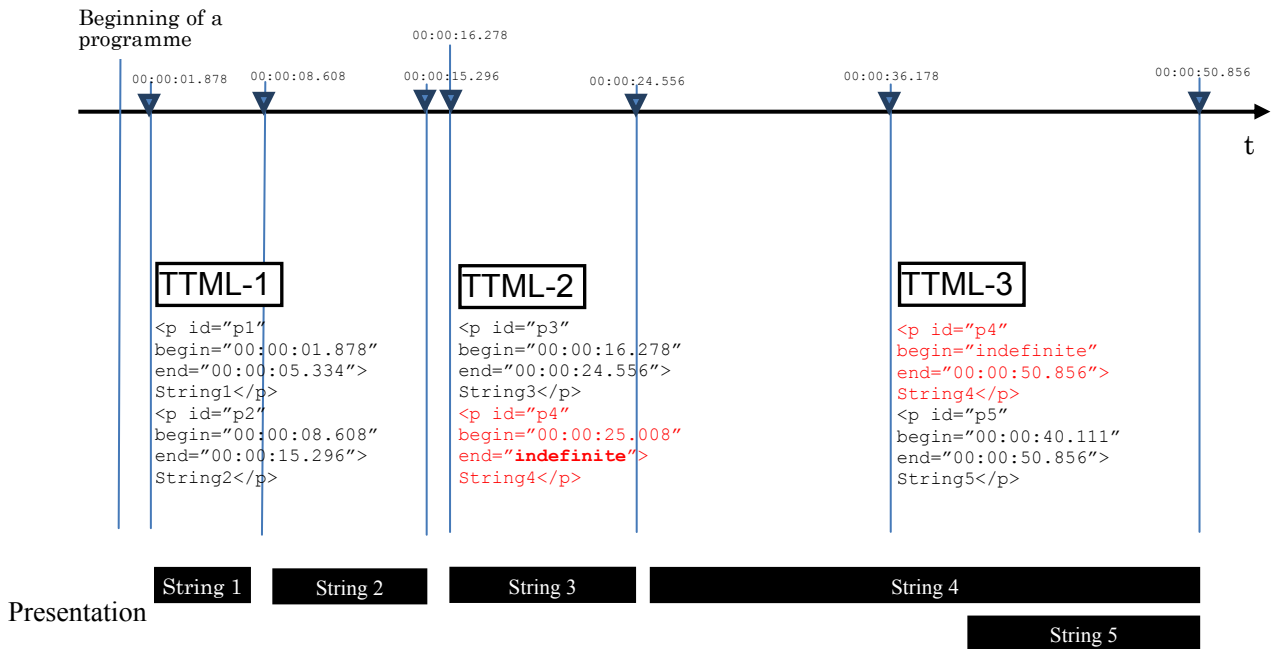 Beginning of a
programme
00:00:16.278
00:00:01.878
00:00:08.608
00:00:15.296
00:00:24.556
00:00:36.178
00:00:50.856
t
TTML-1
<p id=”p1”
begin=”00:00:01.878”
end=”00:00:05.334”>
String1</p>
<p id=”p2”
begin=”00:00:08.608”
end=”00:00:15.296”>
String2</p>
TTML-2
<p id=”p3”
begin=”00:00:16.278”
end=”00:00:24.556”>
String3</p>
<p id=”p4”
begin=”00:00:25.008”
end=”indefinite”>
String4</p>
TTML-3
<p id=”p4”
begin=”indefinite”
end=”00:00:50.856”>
String4</p>
<p id=”p5”
begin=”00:00:40.111”
end=”00:00:50.856”>
String5</p>
Presentation
String 1
String 2
String 3
String 4
String 5